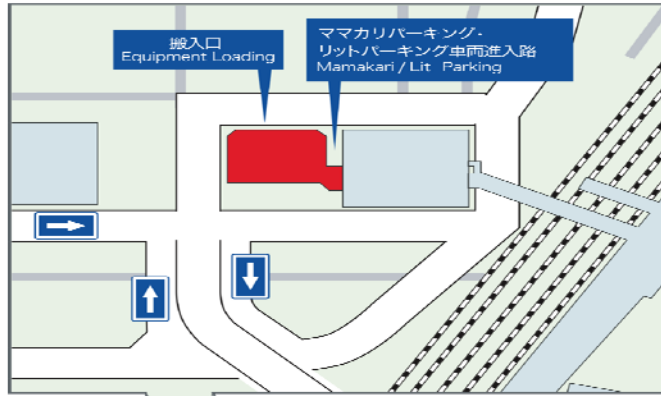 搬入口
Equipment Loading
ママカリパーキング・
リットパーキング車両進入路
Mamakari / Lit Parking